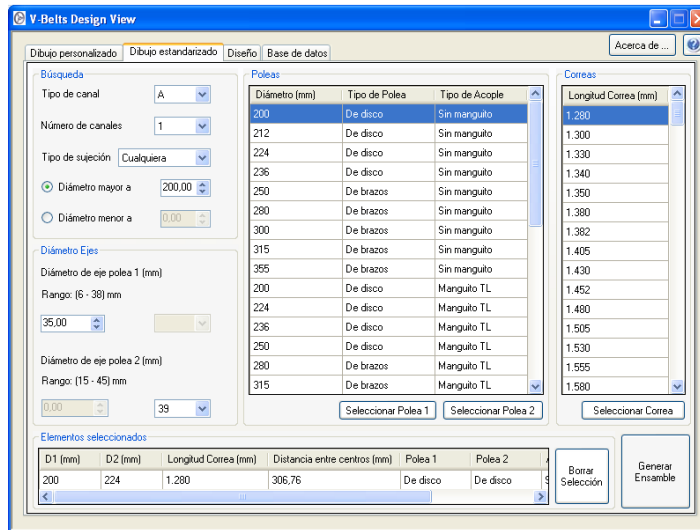 V-Belts Design View
Dibujo personalizado Dibujo estandarizado Diseño Base de datos
Acerca de ...
Búsqueda
Tipo de canal A
Número de canales 1
Tipo de sujeción Cualquiera
Diámetro mayor a 200,00
Diámetro menor a 0,00
Diámetro Ejes
Diámetro de eje polea 1 (mm)
Rango: (6 - 38) mm
35,00
Diámetro de eje polea 2 (mm)
Rango: (15 - 45) mm
0,00 39
Poleas
Diámetro (mm) Tipo de Polea Tipo de Acople
200 De disco Sin manguito
212 De disco Sin manguito
224 De disco Sin manguito
236 De disco Sin manguito
250 De brazos Sin manguito
280 De brazos Sin manguito
300 De brazos Sin manguito
315 De brazos Sin manguito
355 De brazos Sin manguito
200 De disco Manguito TL
224 De disco Manguito TL
236 De disco Manguito TL
250 De disco Manguito TL
280 De brazos Manguito TL
315 De brazos Manguito TL
Seleccionar Polea 1 Seleccionar Polea 2
Correas
Longitud Correa (mm)
1.280
1.300
1.330
1.340
1.350
1.380
1.382
1.405
1.430
1.452
1.480
1.505
1.530
1.555
1.580
Seleccionar Correa
Elementos seleccionados
D1 (mm) D2 (mm) Longitud Correa (mm) Distancia entre centros (mm) Polea 1 Polea 2
200 224 1.280 306,76 De disco De disco
Borrar
Selección
Generar
Ensamble